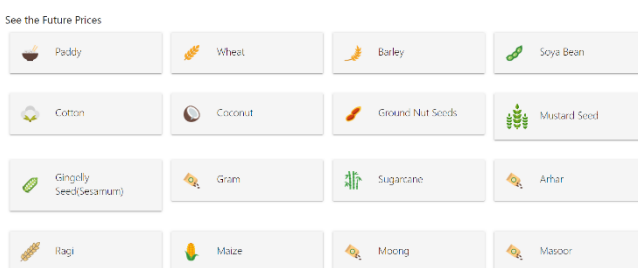 See the Future Prices
Paddy
Wheat
Barley
Soya Bean
Cotton
Coconut
Ground Nut Seeds
Mustard Seed
Gingelly
Seed(Sesamum)
Gram
Sugarcane
Arhar
Ragi
Maize
Moong
Masoor